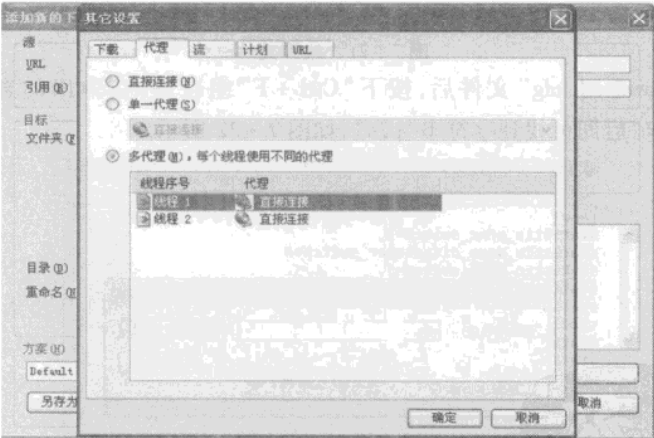 添加新的下
其它设置
源
URL
引用(R)
目标
文件夹(F
目录(D)
重命名(N
方案(H)
Default
另存为
取消
下载 代理 流 计划 URL
直接连接(N)
单一代理(S)
直接连接
多代理(M)，每个线程使用不同的代理
线程序号 代理
线程 1 直接连接
线程 2 直接连接
确定 取消